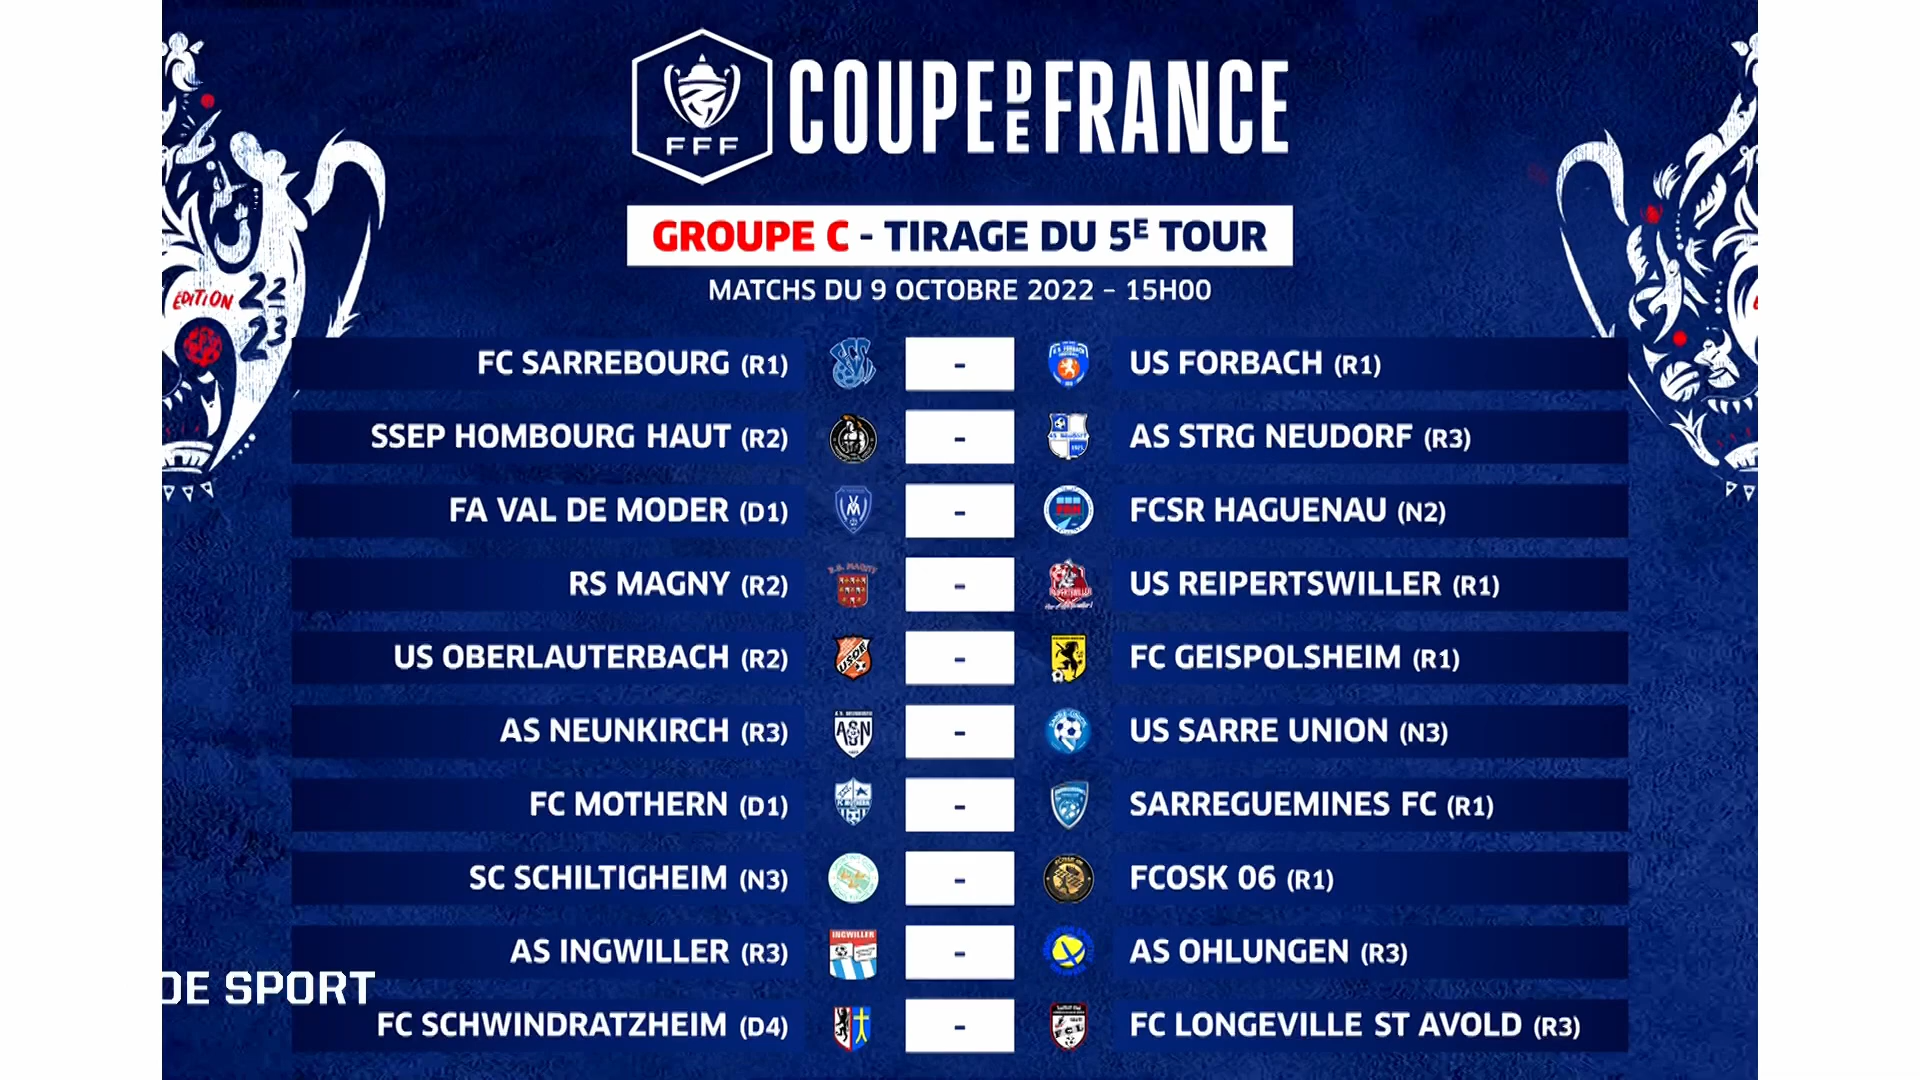 FFF
COUPE DE FRANCE
GROUPE C - TIRAGE DU 5E TOUR
MATCHS DU 9 OCTOBRE 2022 - 15H00
ÉDITION 22
23
FC SARREBOURG (R1) - US FORBACH (R1)
SSEP HOMBOURG HAUT (R2) - AS STRG NEUDORF (R3)
FA VAL DE MODER (D1) - FCSR HAGUENAU (N2)
RS MAGNY (R2) - US REIPERTSWILLER (R1)
US OBERLAUTERBACH (R2) - FC GEISPOLSHEIM (R1)
AS NEUNKIRCH (R3) - US SARRE UNION (N3)
FC MOTHERN (D1) - SARREGUEMINES FC (R1)
SC SCHILTIGHEIM (N3) - FCOSK 06 (R1)
AS INGWILLER (R3) - AS OHLUNGEN (R3)
DE SPORT
FC SCHWINDRATZHEIM (D4) - FC LONGEVILLE ST AVOLD (R3)